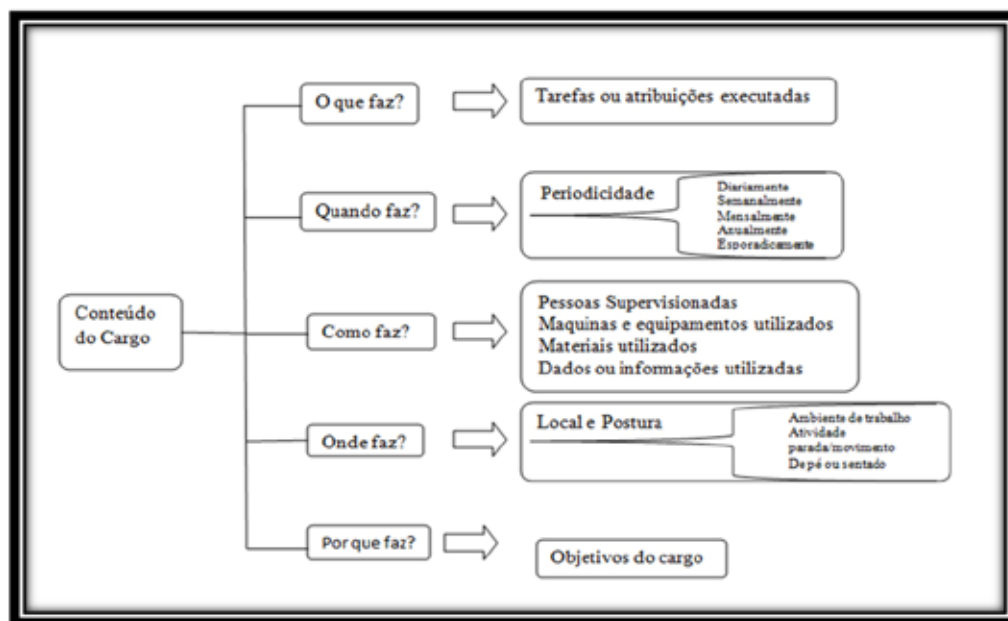 O que faz?
Tarefas ou atribuições executadas
Quando faz?
Periodicidade
Diariamente
Semanalmente
Mensalmente
Anualmente
Esporadicamente
Conteúdo
do Cargo
Como faz?
Pessoas Supervisionadas
Maquinas e equipamentos utilizados
Materiais utilizados
Dados ou informações utilizadas
Onde faz?
Local e Postura
Ambiente de trabalho
Atividade
parada/movimento
De pé ou sentado
Por que faz?
Objetivos do cargo